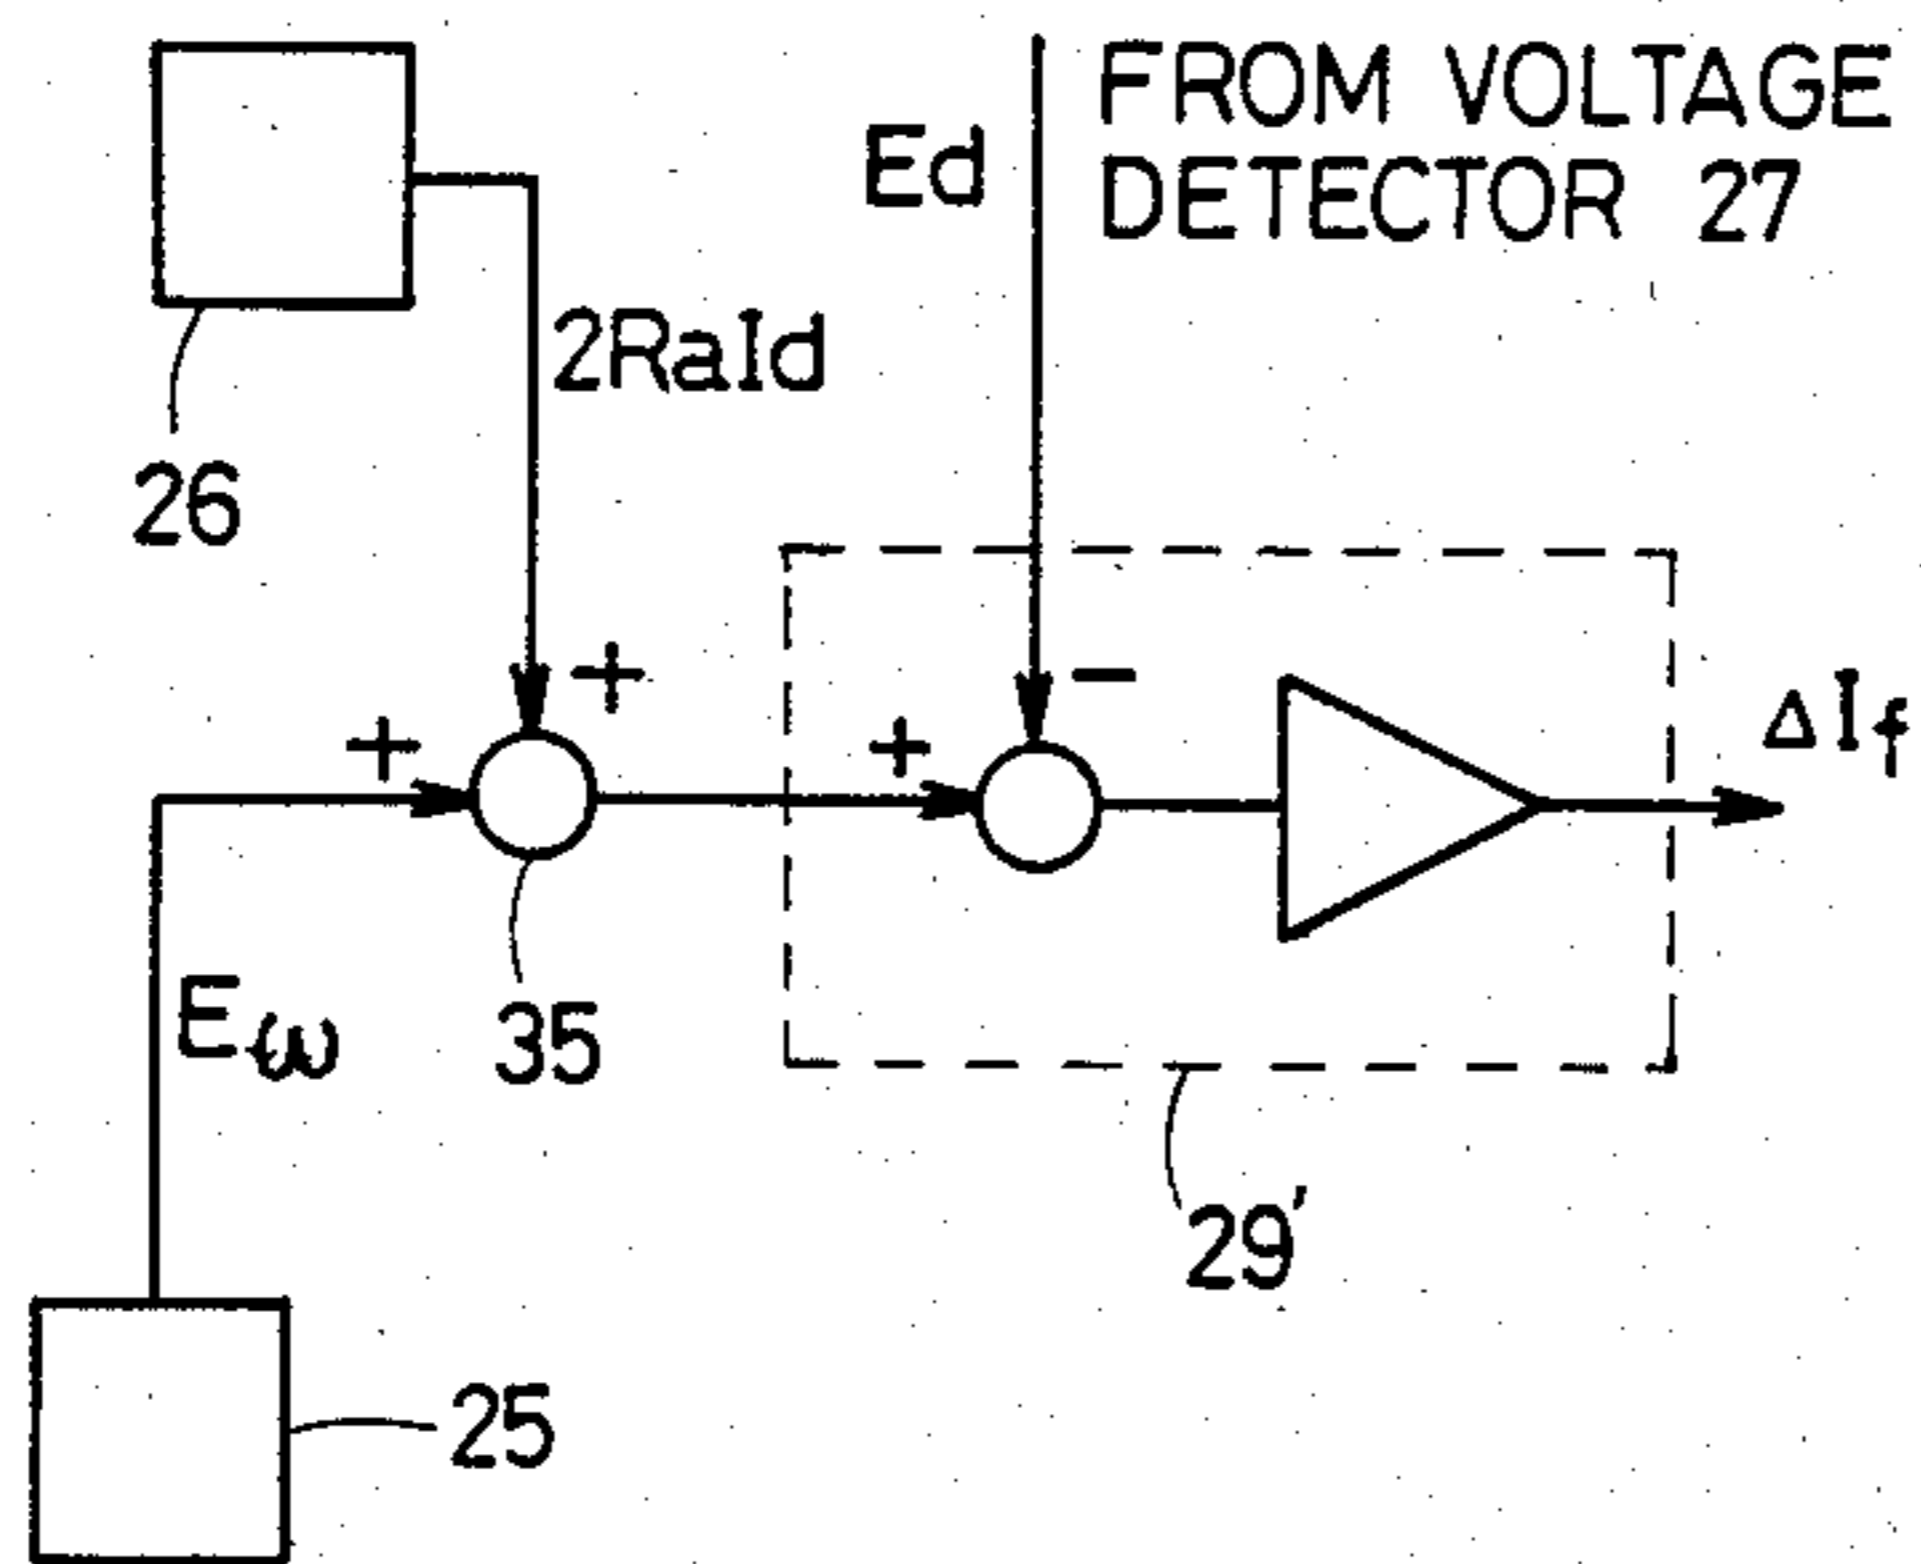 FROM VOLTAGE
DETECTOR 27
Ed
2RaId
26
+
−
+
+
ΔIf
Eω
35
29'
25